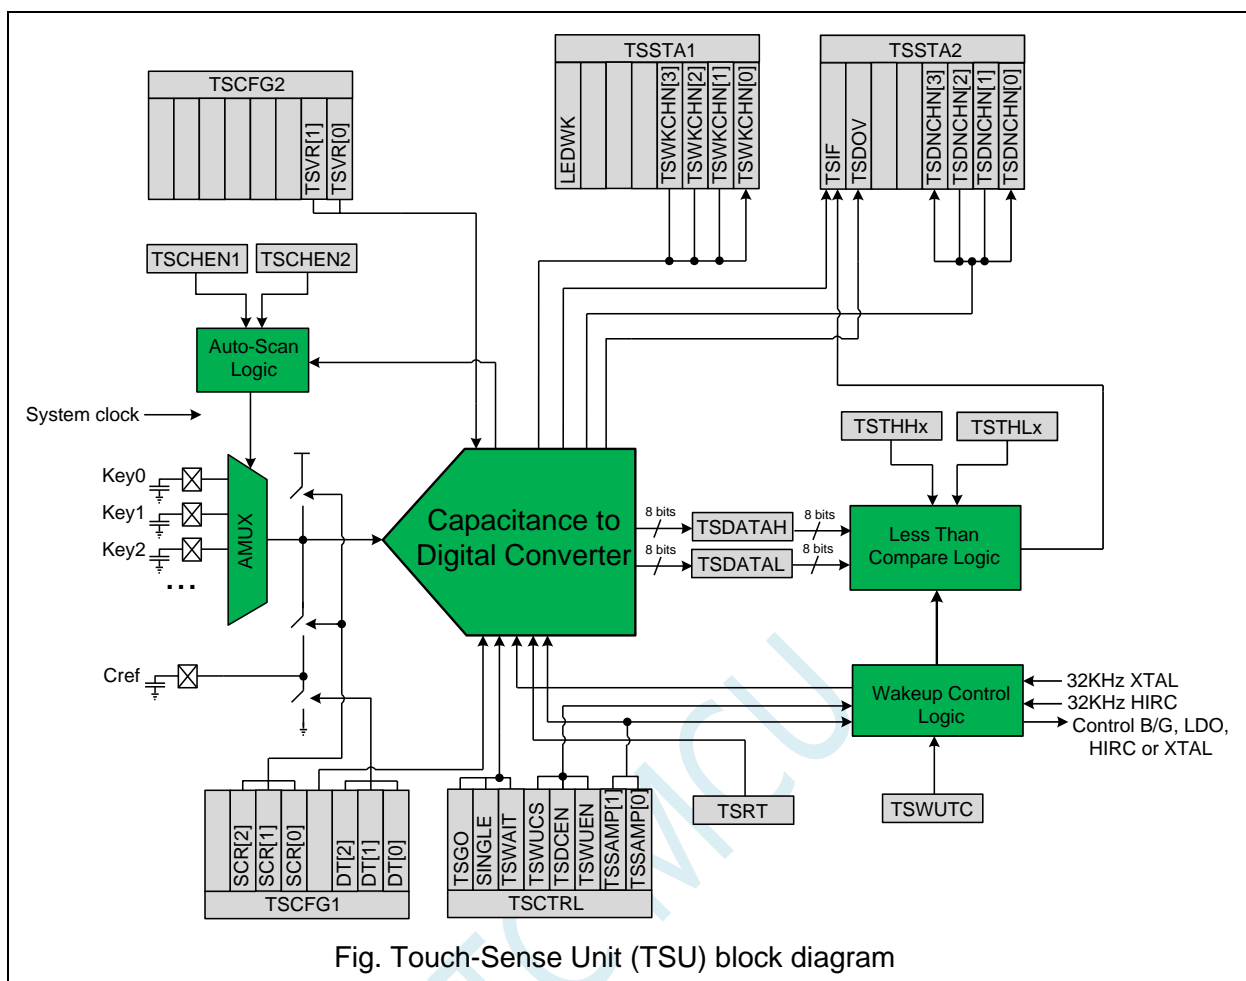 TSSTA1
LEDWK
TSWKCHN[3]
TSWKCHN[2]
TSWKCHN[1]
TSWKCHN[0]
TSSTA2
TSIF
TSDOV
TSDNCHN[3]
TSDNCHN[2]
TSDNCHN[1]
TSDNCHN[0]
TSCFG2
TSVR[1]
TSVR[0]
TSCHEN1
TSCHEN2
Auto-Scan
Logic
System clock
Key0
Key1
Key2
...
AMUX
Cref
Capacitance to
Digital Converter
8 bits
TSDATAH
8 bits
8 bits
TSDATAL
8 bits
TSTHHx
TSTHLx
Less Than
Compare Logic
Wakeup Control
Logic
32KHz XTAL
32KHz HIRC
Control B/G, LDO,
HIRC or XTAL
TSWUTC
TSRT
SCR[2]
SCR[1]
SCR[0]
DT[2]
DT[1]
DT[0]
TSCFG1
TSGO
SINGLE
TSWAIT
TSWUCS
TSDCEN
TSWUEN
TSSAMP[1]
TSSAMP[0]
TSCTRL
Fig. Touch-Sense Unit (TSU) block diagram
MCU